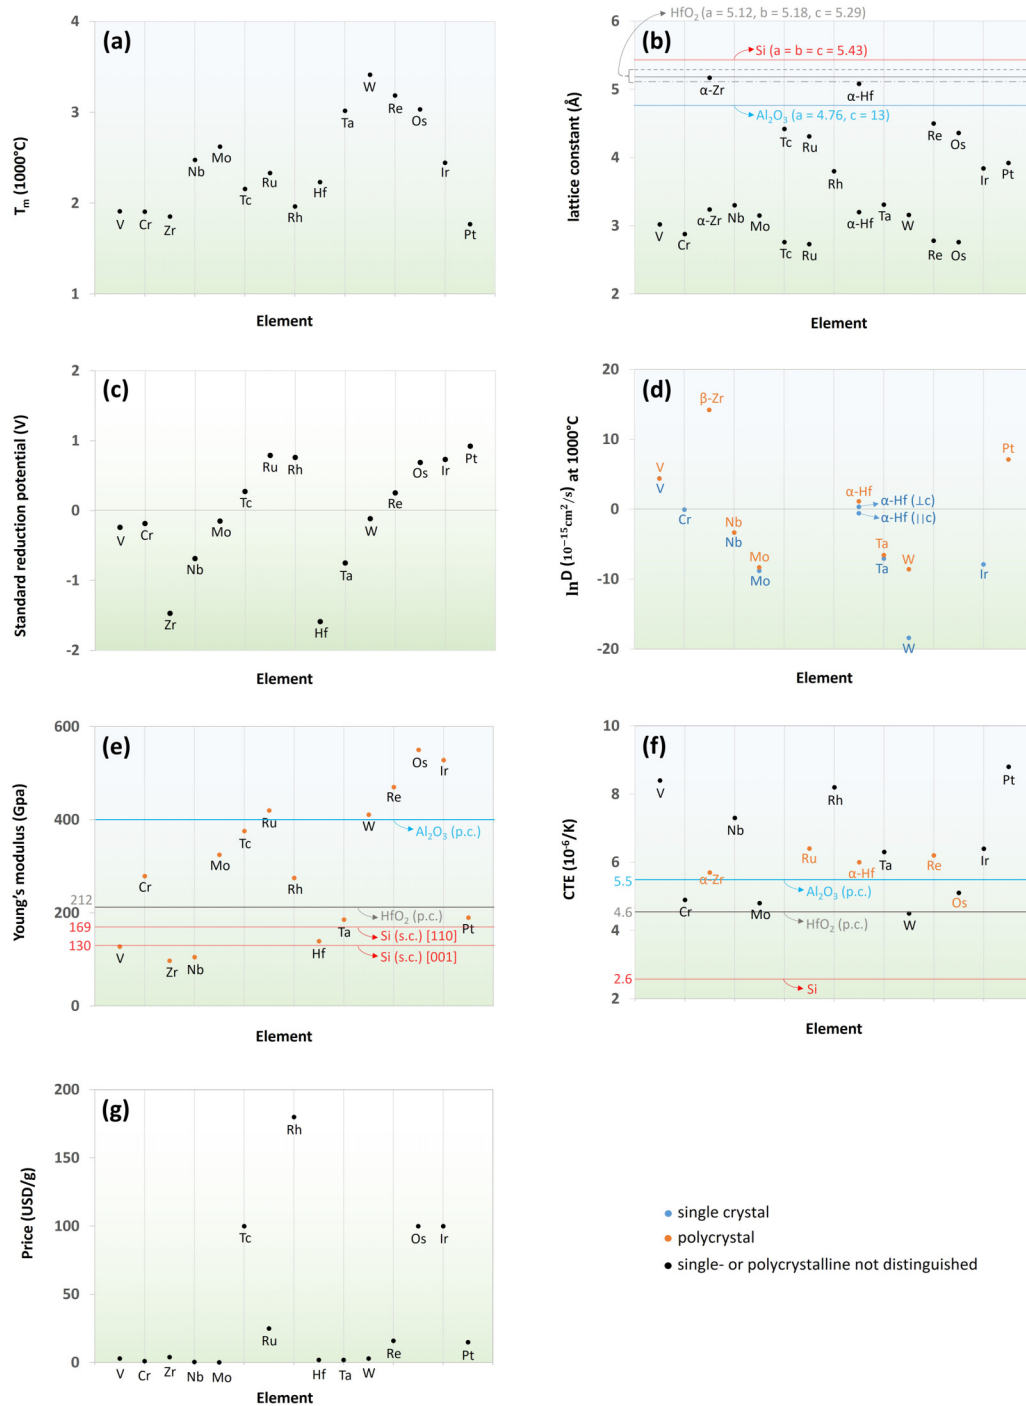 (a)
4
3
2
1
T_m (1000°C)
V
Cr
Zr
Nb
Mo
Tc
Ru
Rh
Hf
Ta
W
Re
Os
Ir
Pt
Element
HfO₂ (a = 5.12, b = 5.18, c = 5.29)
(b)
6
5
4
3
2
lattice constant (Å)
Si (a = b = c = 5.43)
α-Zr
α-Hf
Al₂O₃ (a = 4.76, c = 13)
Tc
Ru
Rh
Re
Os
Ir
Pt
V
Cr
α-Zr
Nb
Mo
Tc
Ru
α-Hf
Ta
W
Re
Os
Element
(c)
2
1
0
-1
-2
Standard reduction potential (V)
V
Cr
Zr
Nb
Mo
Tc
Ru
Rh
Hf
Ta
W
Re
Os
Ir
Pt
Element
(d)
20
10
0
-10
-20
lnD (10⁻¹⁵cm²/s) at 1000°C
V
V
Cr
β-Zr
Nb
Nb
Mo
Mo
α-Hf
α-Hf (⊥c)
α-Hf (||c)
Ta
Ta
W
W
Ir
Pt
Element
(e)
600
400
212
200
169
130
0
Young's modulus (Gpa)
V
Cr
Zr
Nb
Mo
Tc
Ru
Rh
Hf
Ta
W
Re
Os
Ir
Pt
Al₂O₃ (p.c.)
HfO₂ (p.c.)
Si (s.c.) [110]
Si (s.c.) [001]
Element
(f)
10
8
6
5.5
4.6
4
2.6
2
CTE (10⁻⁶/K)
V
Cr
α-Zr
Nb
Mo
Ru
Rh
α-Hf
Ta
W
Re
Os
Ir
Pt
Al₂O₃ (p.c.)
HfO₂ (p.c.)
Si
Element
(g)
200
150
100
50
0
Price (USD/g)
V
Cr
Zr
Nb
Mo
Tc
Ru
Rh
Hf
Ta
W
Re
Os
Ir
Pt
Element
single crystal
polycrystal
single- or polycrystalline not distinguished